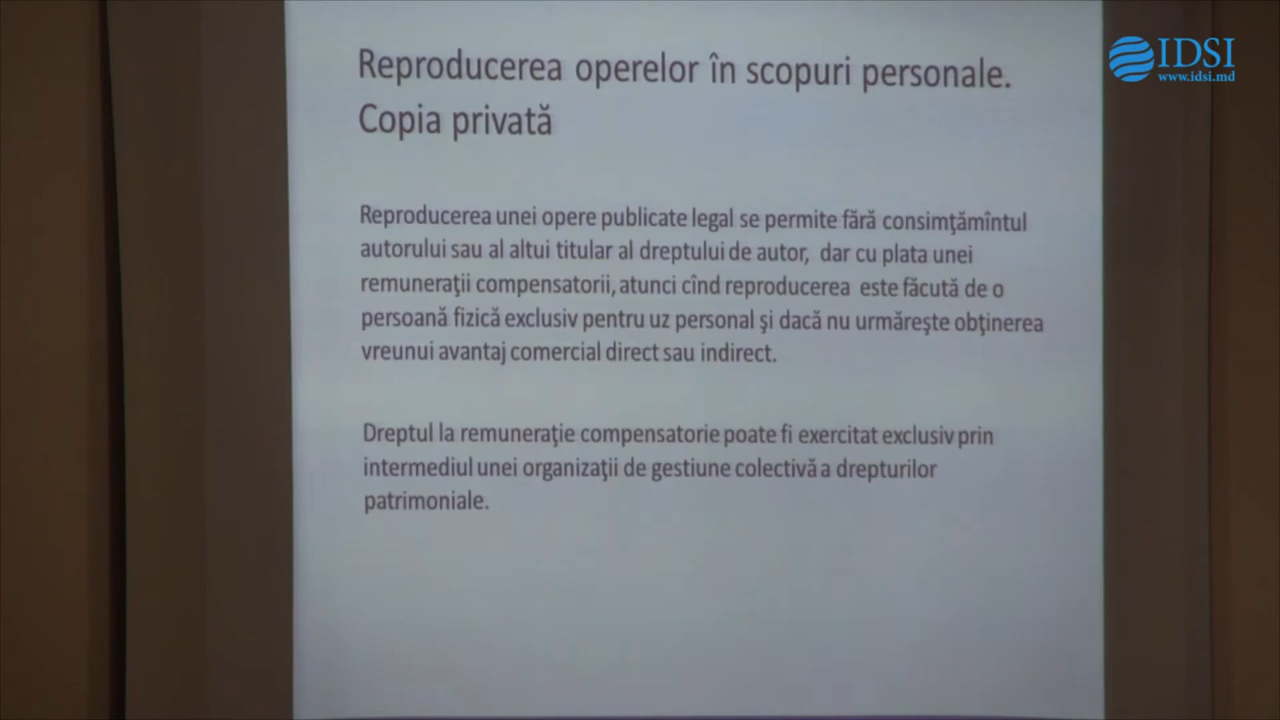 Reproducerea operelor în scopuri personale.
Copia privată
Reproducerea unei opere publicate legal se permite fără consimţămîntul
autorului sau al altui titular al dreptului de autor, dar cu plata unei
remuneraţii compensatorii, atunci cînd reproducerea este făcută de o
persoană fizică exclusiv pentru uz personal şi dacă nu urmăreşte obţinerea
vreunui avantaj comercial direct sau indirect.
Dreptul la remuneraţie compensatorie poate fi exercitat exclusiv prin
intermediul unei organizaţii de gestiune colectivă a drepturilor
patrimoniale.
IDSI
www.idsi.md